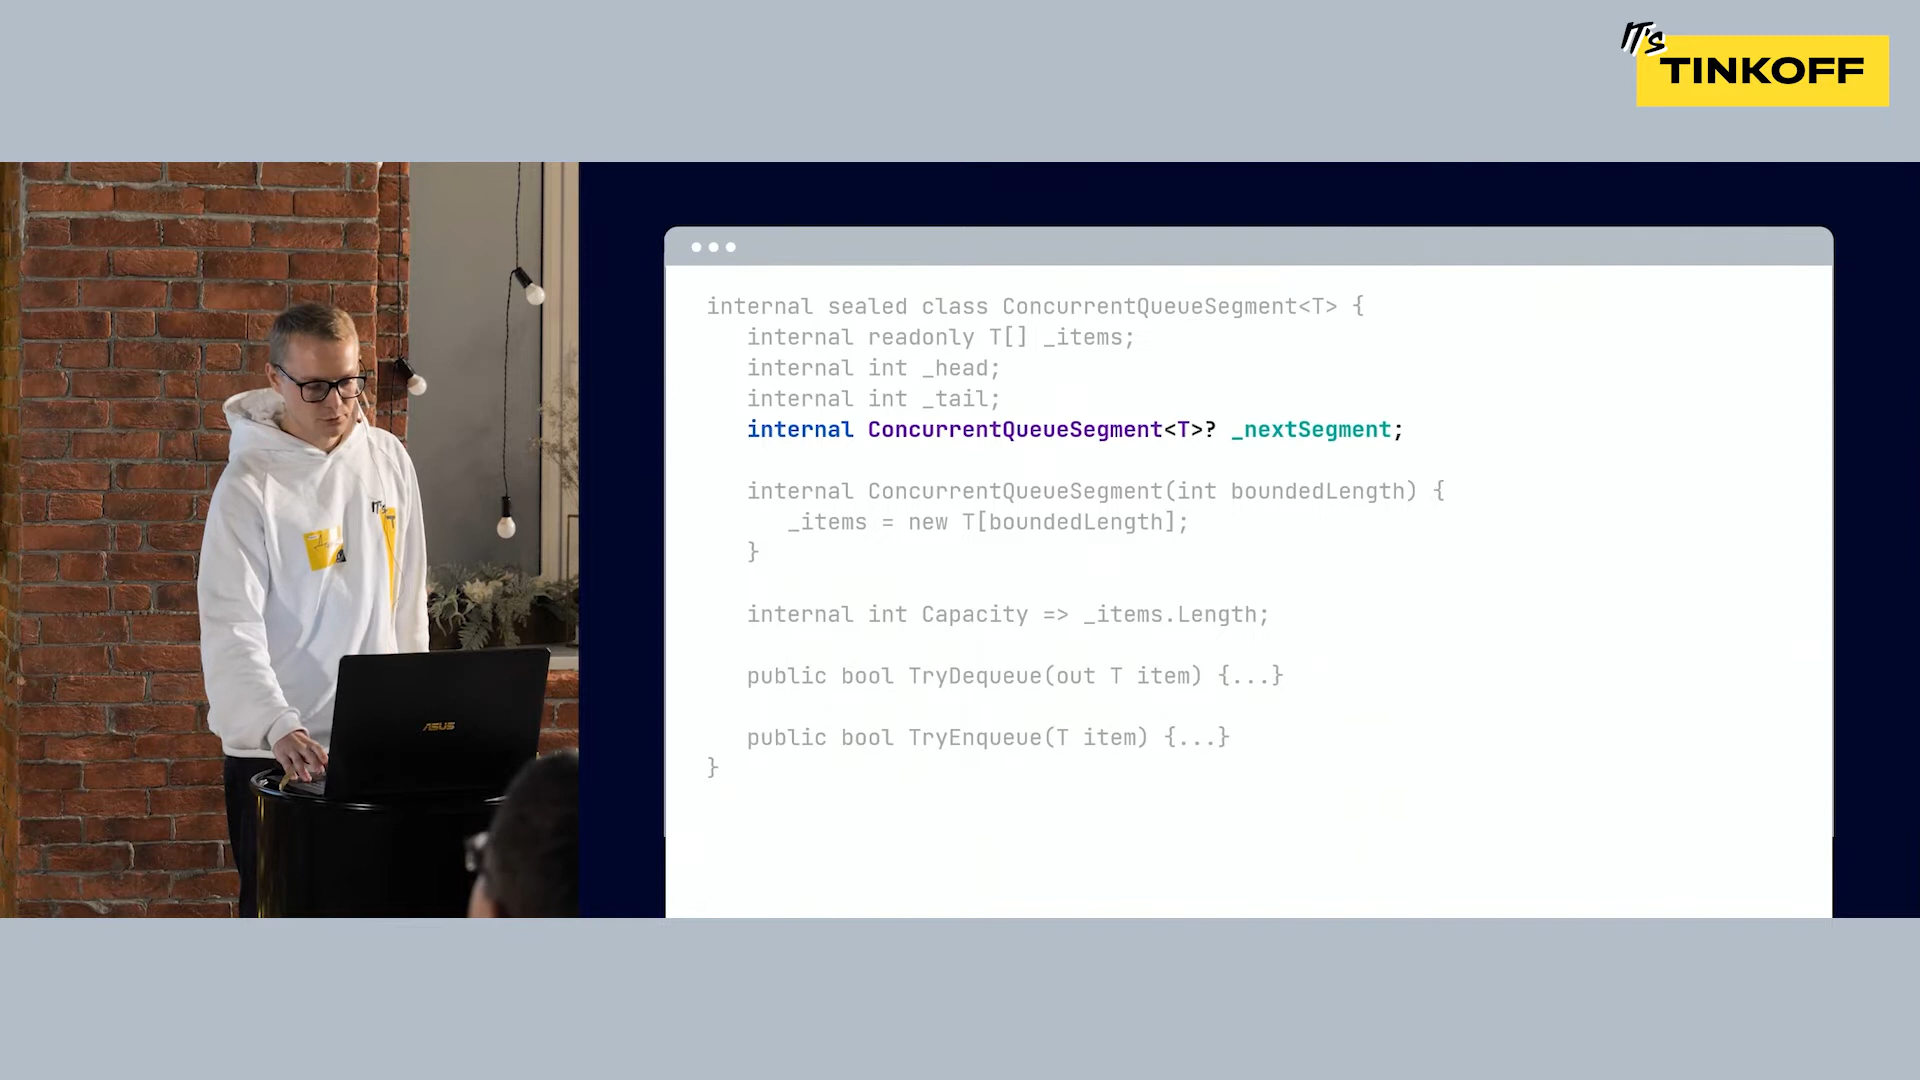 IT's
TINKOFF
internal sealed class ConcurrentQueueSegment<T> {
internal readonly T[] _items;
internal int _head;
internal int _tail;
internal ConcurrentQueueSegment<T>? _nextSegment;
internal ConcurrentQueueSegment(int boundedLength) {
_items = new T[boundedLength];
}
internal int Capacity => _items.Length;
public bool TryDequeue(out T item) {...}
public bool TryEnqueue(T item) {...}
}
IT's
ASUS